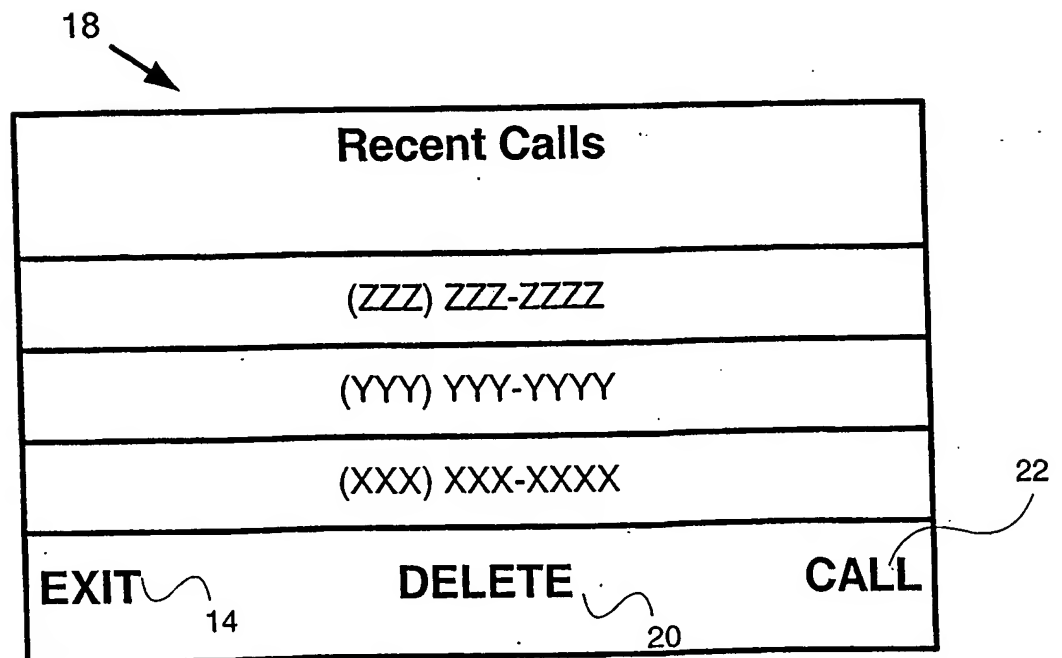 18
Recent Calls
(ZZZ) ZZZ-ZZZZ
(YYY) YYY-YYYY
(XXX) XXX-XXXX
22
EXIT DELETE CALL
14 20